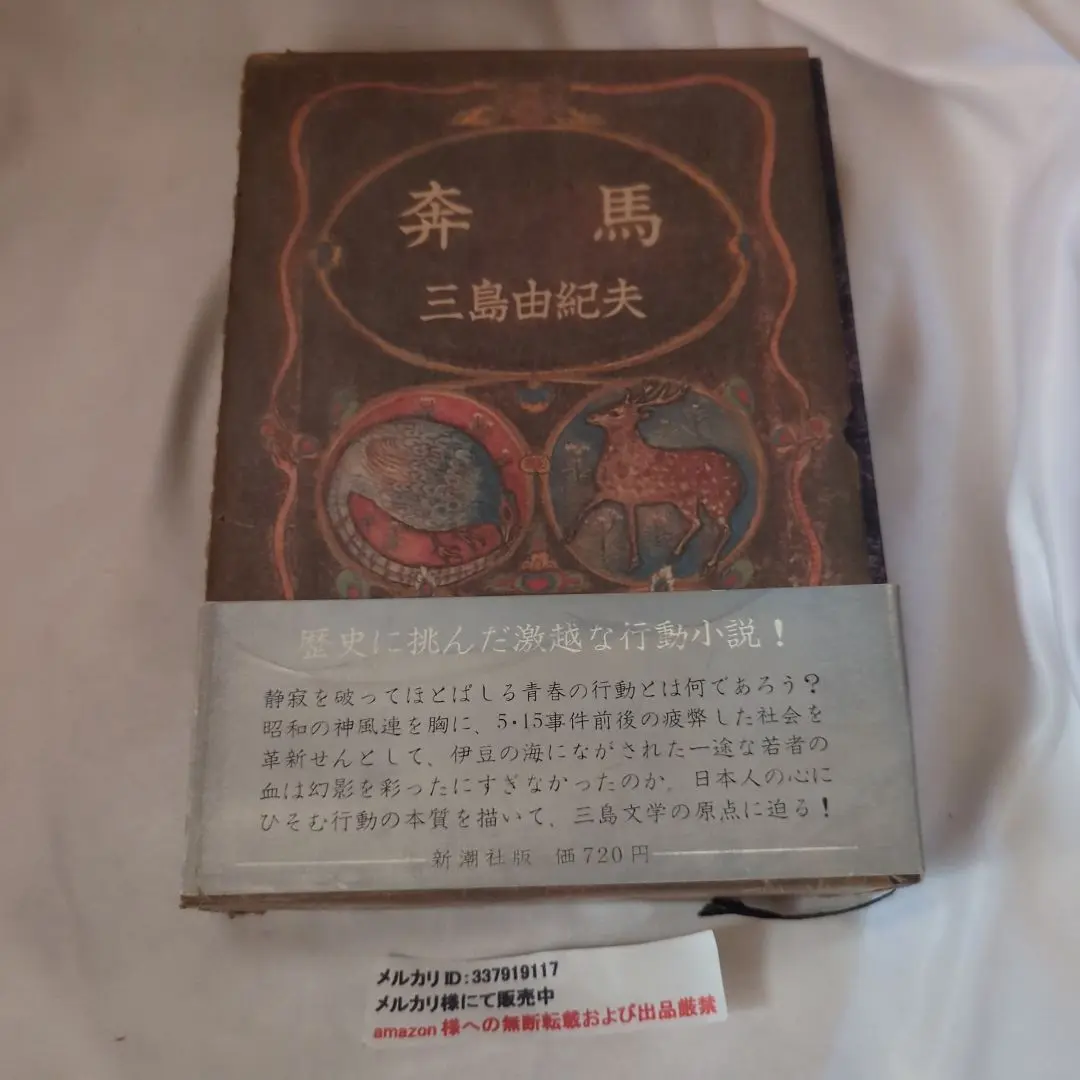 奔馬
三島由紀夫
歴史に挑んだ激越な行動小説!
静寂を破ってほとばしる青春の行動とは何であろう?
昭和の神風連を胸に、5・15事件前後の疲弊した社会を
革新せんとして、伊豆の海にながされた一途な若者の
血は幻影を彩ったにすぎなかったのか。日本人の心に
ひそむ行動の本質を描いて、三島文学の原点に迫る!
新潮社版 価720円
メルカリID:337919117
メルカリ様にて販売中
amazon様への無断転載および出品厳禁